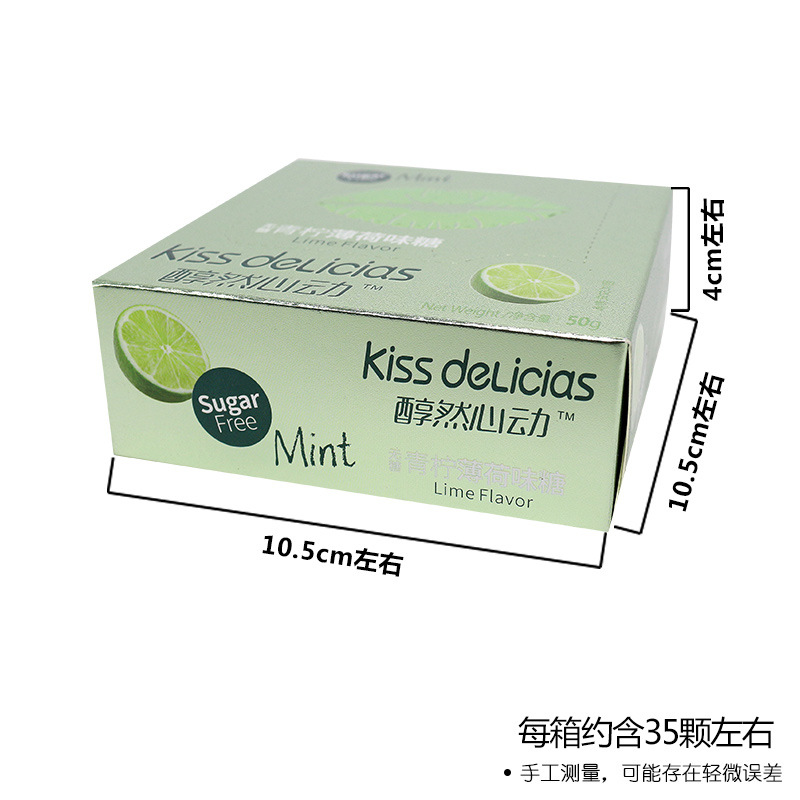 Mint
无糖青柠薄荷味糖
Lime Flavor
Kiss deLicias
醇然心动™
Net Weight /净含量: 50g
Kiss deLicias
醇然心动™
Sugar
Free
Mint
无糖青柠薄荷味糖
Lime Flavor
4cm左右
10.5cm左右
10.5cm左右
每箱约含35颗左右
• 手工测量，可能存在轻微误差